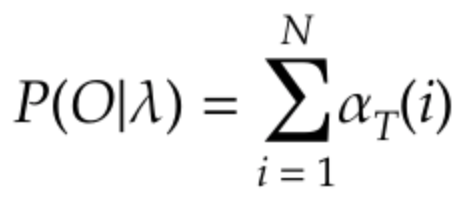 P(O|λ) = ∑_{i = 1}^{N} α_T(i)